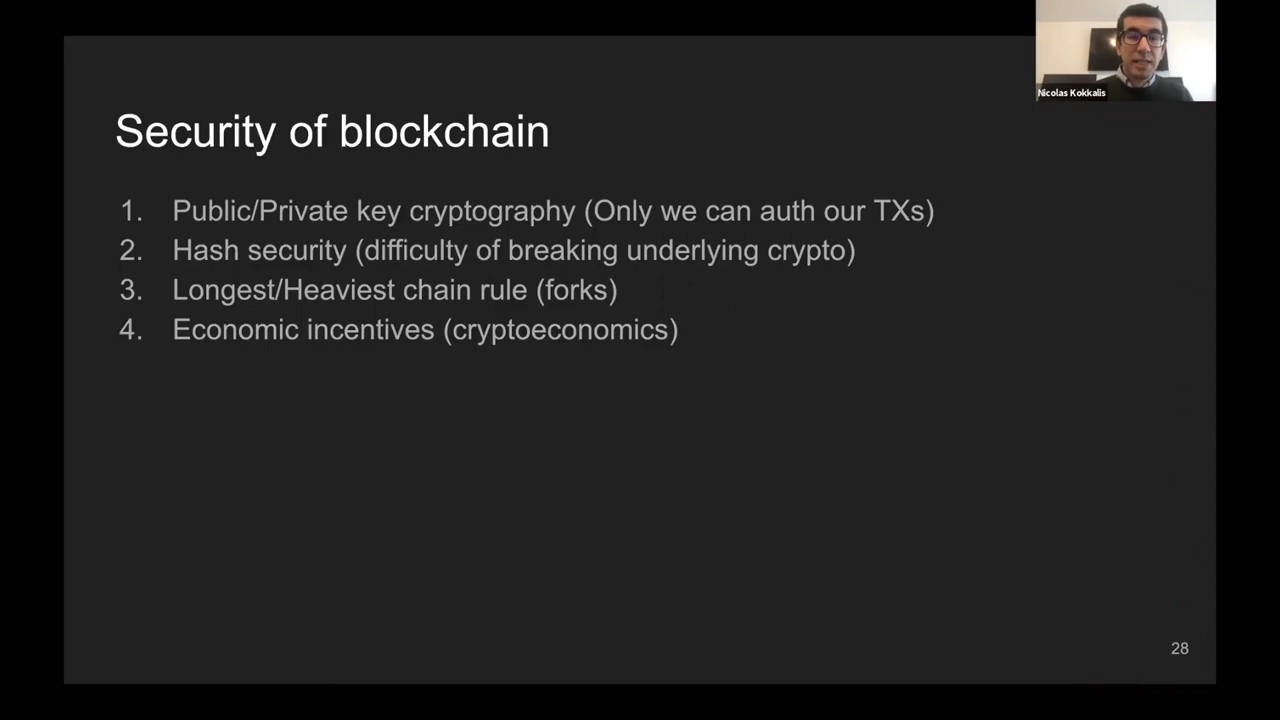 Nicolas Kokkalis
Security of blockchain
1. Public/Private key cryptography (Only we can auth our TXs)
2. Hash security (difficulty of breaking underlying crypto)
3. Longest/Heaviest chain rule (forks)
4. Economic incentives (cryptoeconomics)
28